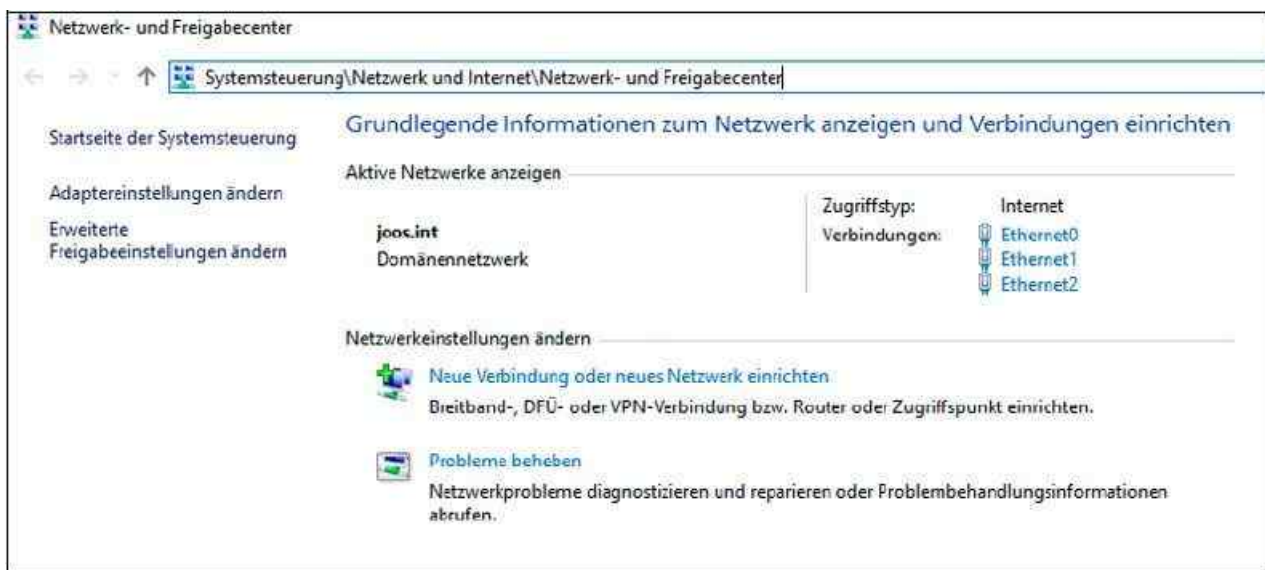 Netzwerk- und Freigabecenter
Systemsteuerung\Netzwerk und Internet\Netzwerk- und Freigabecenter
Startseite der Systemsteuerung
Adaptereinstellungen ändern
Erweiterte
Freigabeeinstellungen ändern
Grundlegende Informationen zum Netzwerk anzeigen und Verbindungen einrichten
Aktive Netzwerke anzeigen
joos.int
Domänennetzwerk
Zugriffstyp: Internet
Verbindungen: Ethernet0
Ethernet1
Ethernet2
Netzwerkeinstellungen ändern
Neue Verbindung oder neues Netzwerk einrichten
Breitband-, DFÜ- oder VPN-Verbindung bzw. Router oder Zugriffspunkt einrichten.
Probleme beheben
Netzwerkprobleme diagnostizieren und reparieren oder Problembehandlungsinformationen
abrufen.